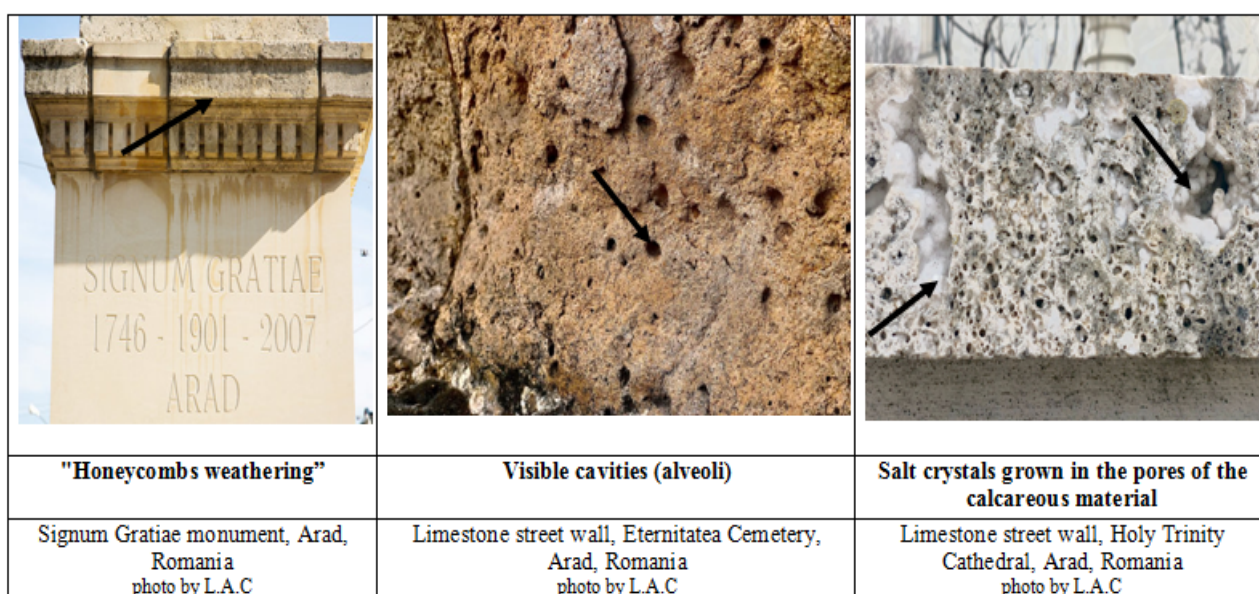 SIGNUM GRATIAE
1746 - 1901 - 2007
ARAD
"Honeycombs weathering”
Visible cavities (alveoli)
Salt crystals grown in the pores of the
calcareous material
Signum Gratiae monument, Arad,
Romania
photo by L.A.C
Limestone street wall, Eternitatea Cemetery,
Arad, Romania
photo by L.A.C
Limestone street wall, Holy Trinity
Cathedral, Arad, Romania
photo by L.A.C